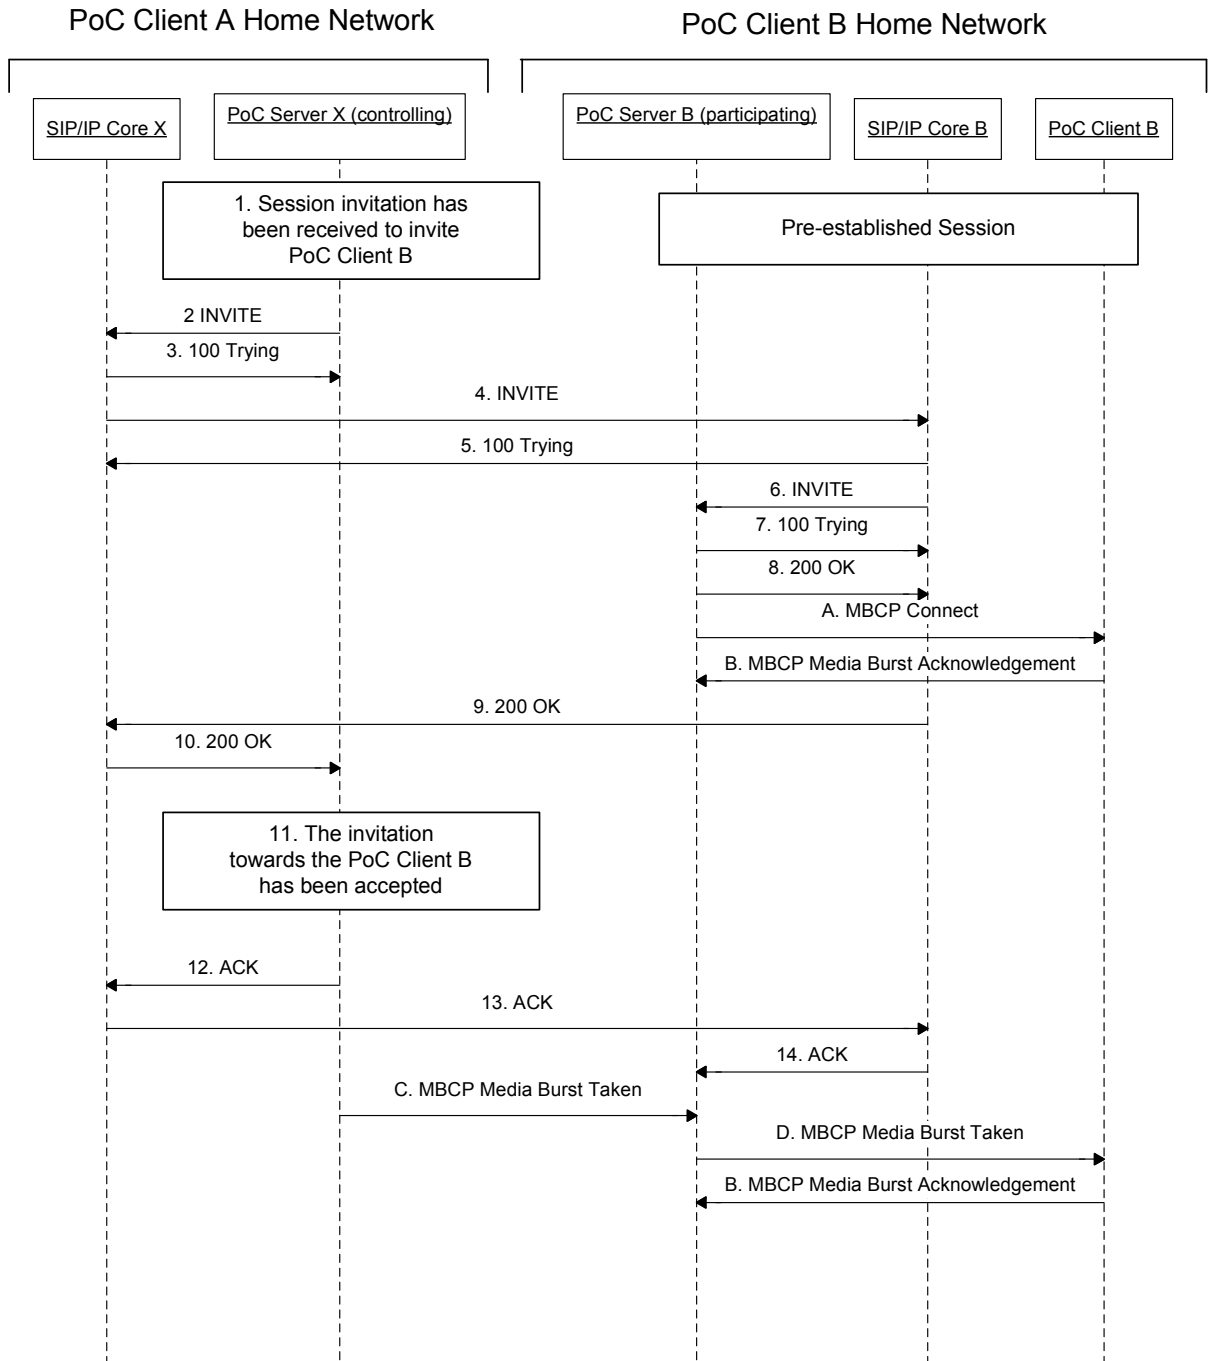 PoC Client A Home Network
PoC Client B Home Network
SIP/IP Core X
PoC Server X (controlling)
PoC Server B (participating)
SIP/IP Core B
PoC Client B
1. Session invitation has
been received to invite
PoC Client B
Pre-established Session
2 INVITE
3. 100 Trying
4. INVITE
5. 100 Trying
6. INVITE
7. 100 Trying
8. 200 OK
A. MBCP Connect
B. MBCP Media Burst Acknowledgement
9. 200 OK
10. 200 OK
11. The invitation
towards the PoC Client B
has been accepted
12. ACK
13. ACK
14. ACK
C. MBCP Media Burst Taken
D. MBCP Media Burst Taken
B. MBCP Media Burst Acknowledgement